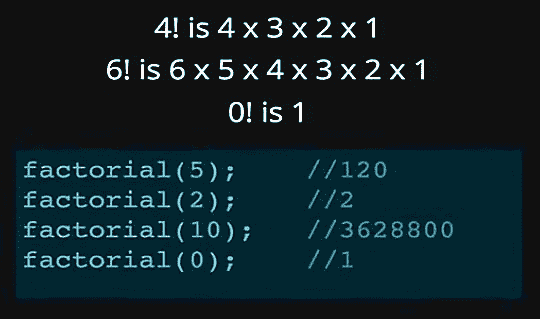 4! is 4 x 3 x 2 x 1
6! is 6 x 5 x 4 x 3 x 2 x 1
0! is 1
factorial(5); //120
factorial(2); //2
factorial(10); //3628800
factorial(0); //1